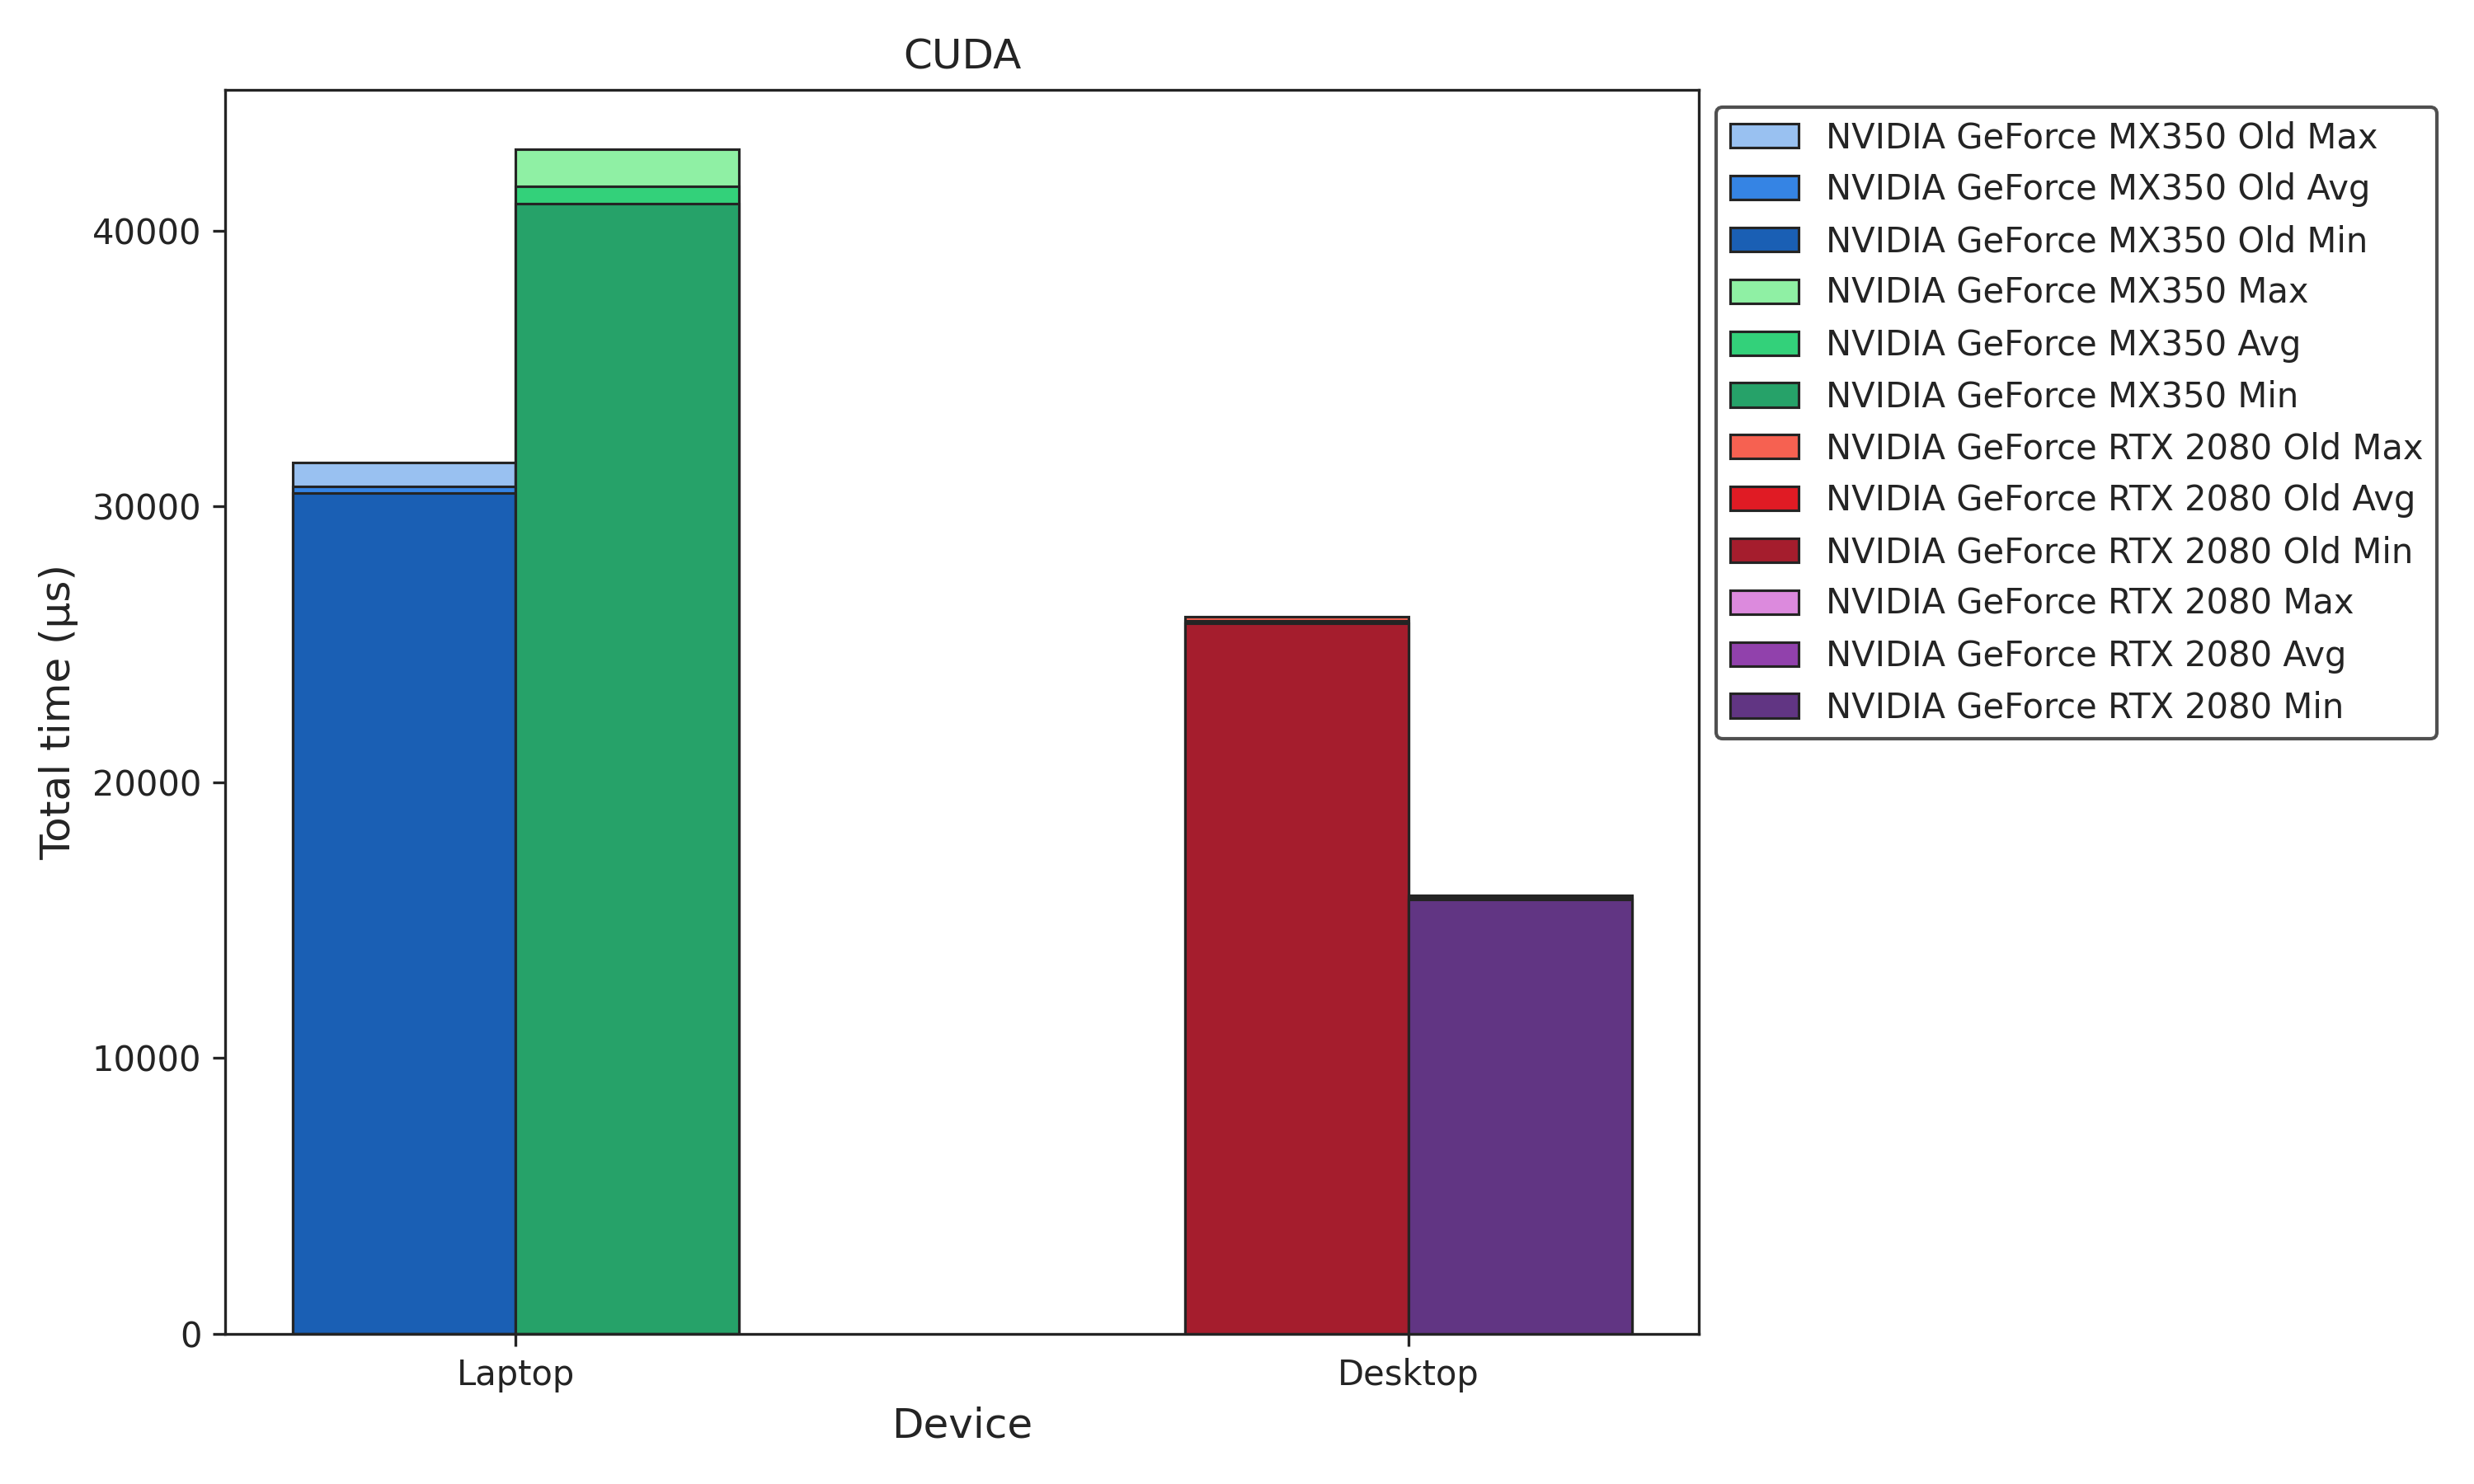 CUDA
Total time (µs)
40000
30000
20000
10000
0
Laptop
Desktop
Device
NVIDIA GeForce MX350 Old Max
NVIDIA GeForce MX350 Old Avg
NVIDIA GeForce MX350 Old Min
NVIDIA GeForce MX350 Max
NVIDIA GeForce MX350 Avg
NVIDIA GeForce MX350 Min
NVIDIA GeForce RTX 2080 Old Max
NVIDIA GeForce RTX 2080 Old Avg
NVIDIA GeForce RTX 2080 Old Min
NVIDIA GeForce RTX 2080 Max
NVIDIA GeForce RTX 2080 Avg
NVIDIA GeForce RTX 2080 Min